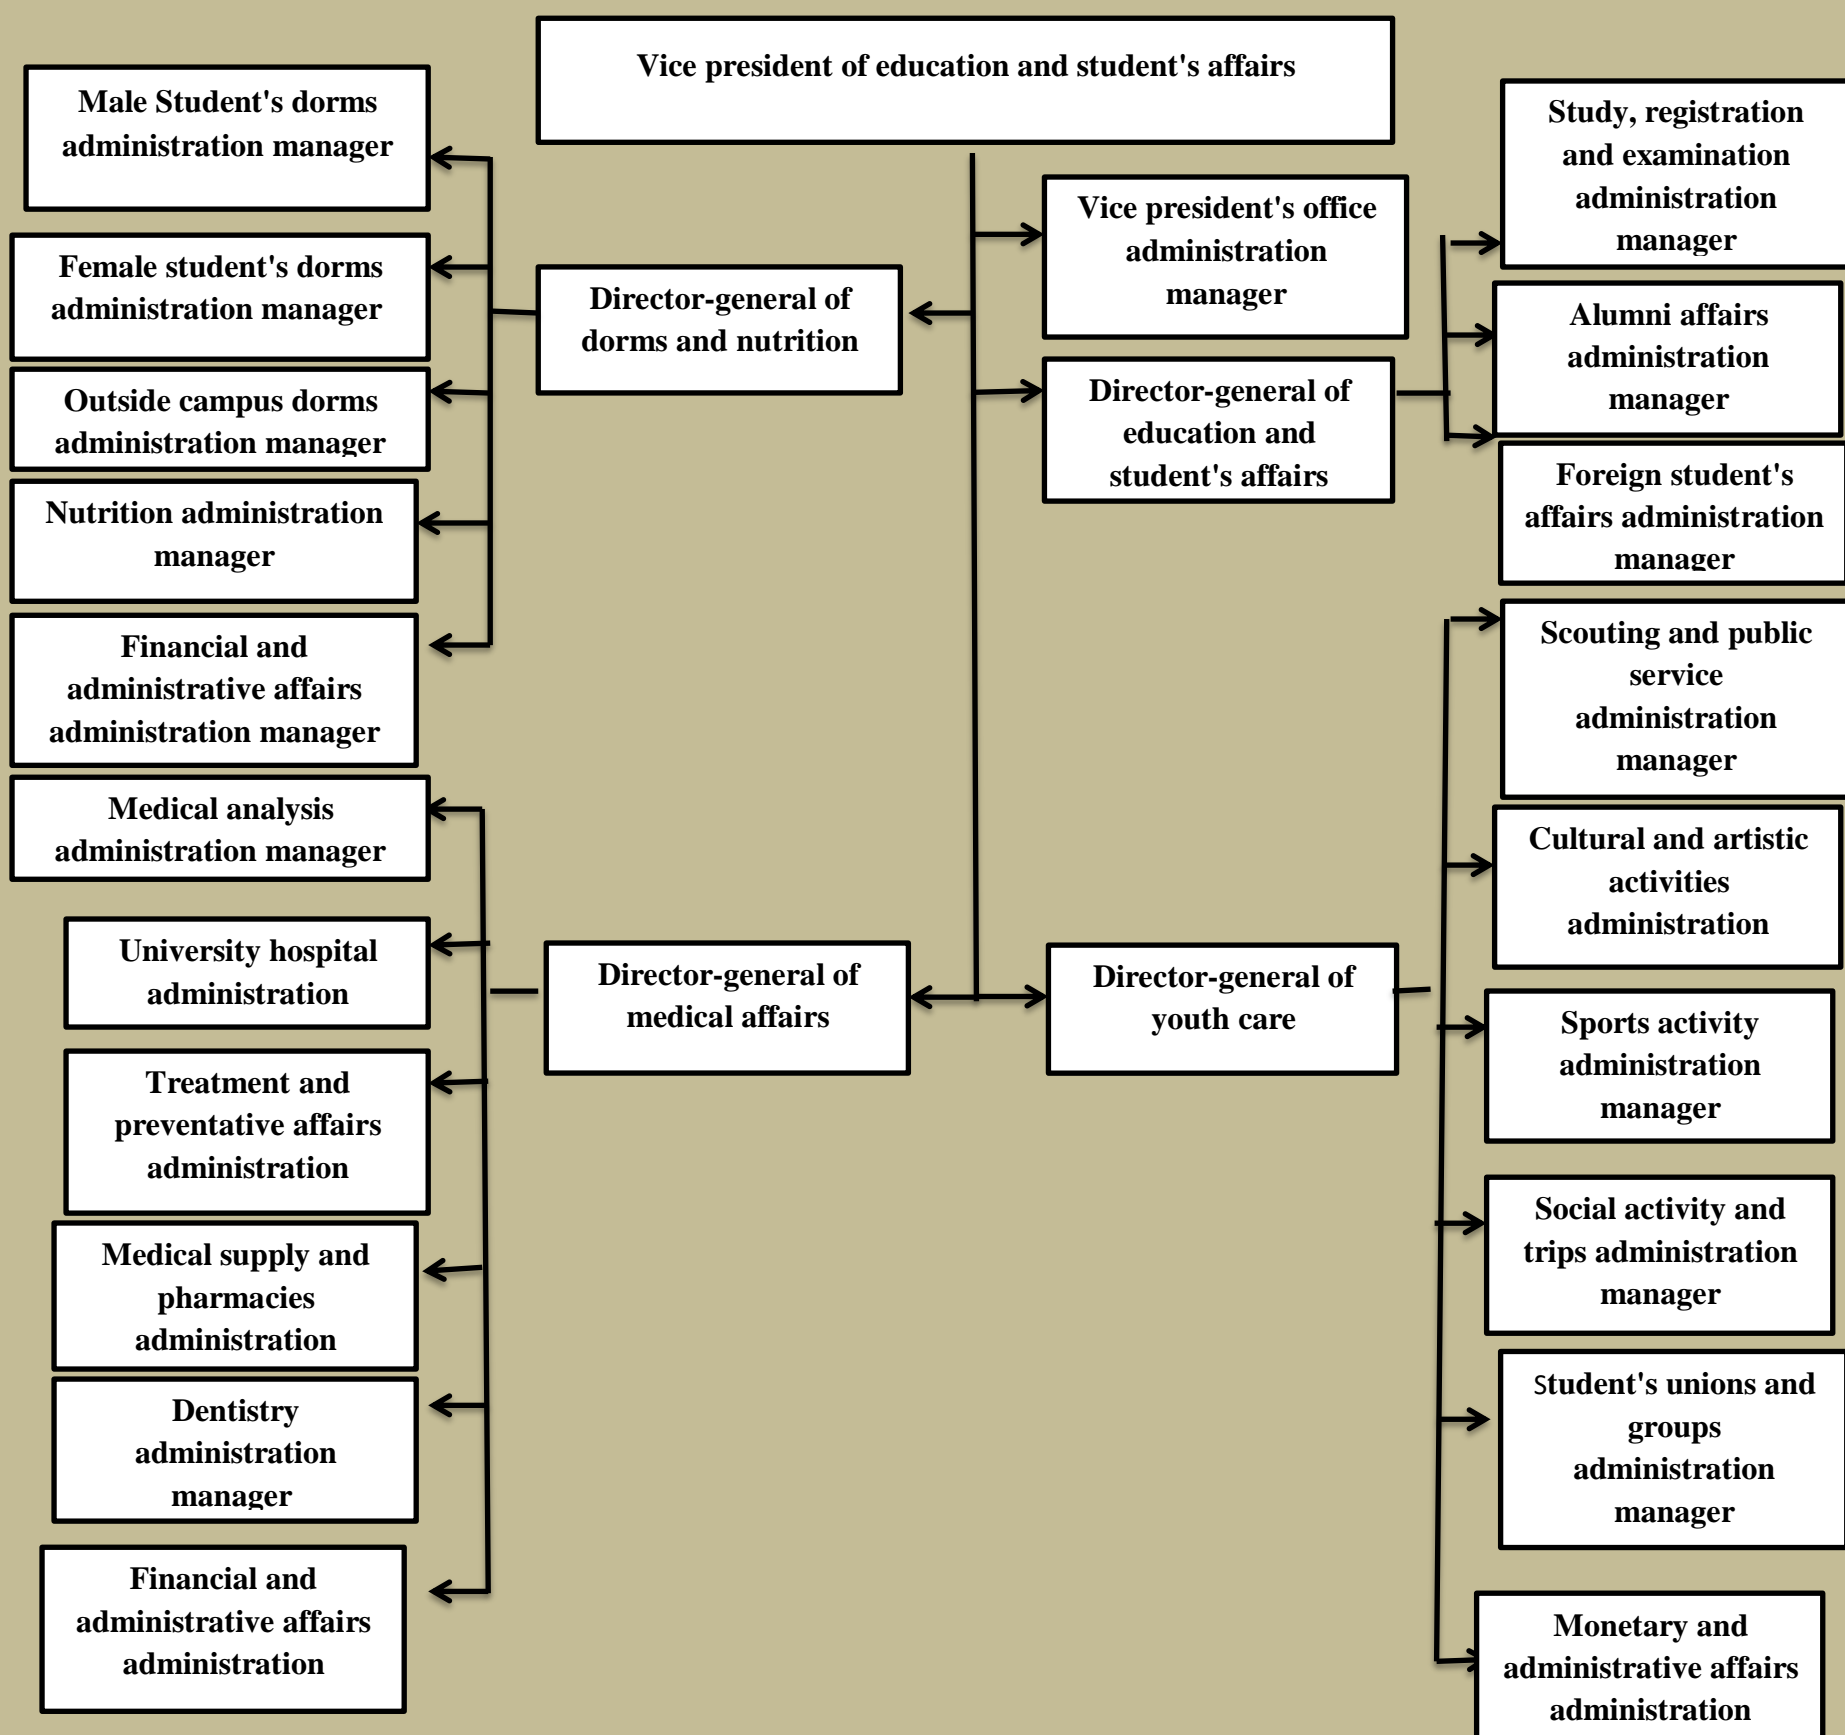 Vice president of education and student's affairs
Male Student's dorms
administration manager
Female student's dorms
administration manager
Outside campus dorms
administration manager
Nutrition administration
manager
Financial and
administrative affairs
administration manager
Director-general of
dorms and nutrition
Vice president's office
administration
manager
Director-general of
education and
student's affairs
Study, registration
and examination
administration
manager
Alumni affairs
administration
manager
Foreign student's
affairs administration
manager
Medical analysis
administration manager
University hospital
administration
Treatment and
preventative affairs
administration
Medical supply and
pharmacies
administration
Dentistry
administration
manager
Financial and
administrative affairs
administration
Director-general of
medical affairs
Director-general of
youth care
Scouting and public
service
administration
manager
Cultural and artistic
activities
administration
Sports activity
administration
manager
Social activity and
trips administration
manager
Student's unions and
groups
administration
manager
Monetary and
administrative affairs
administration